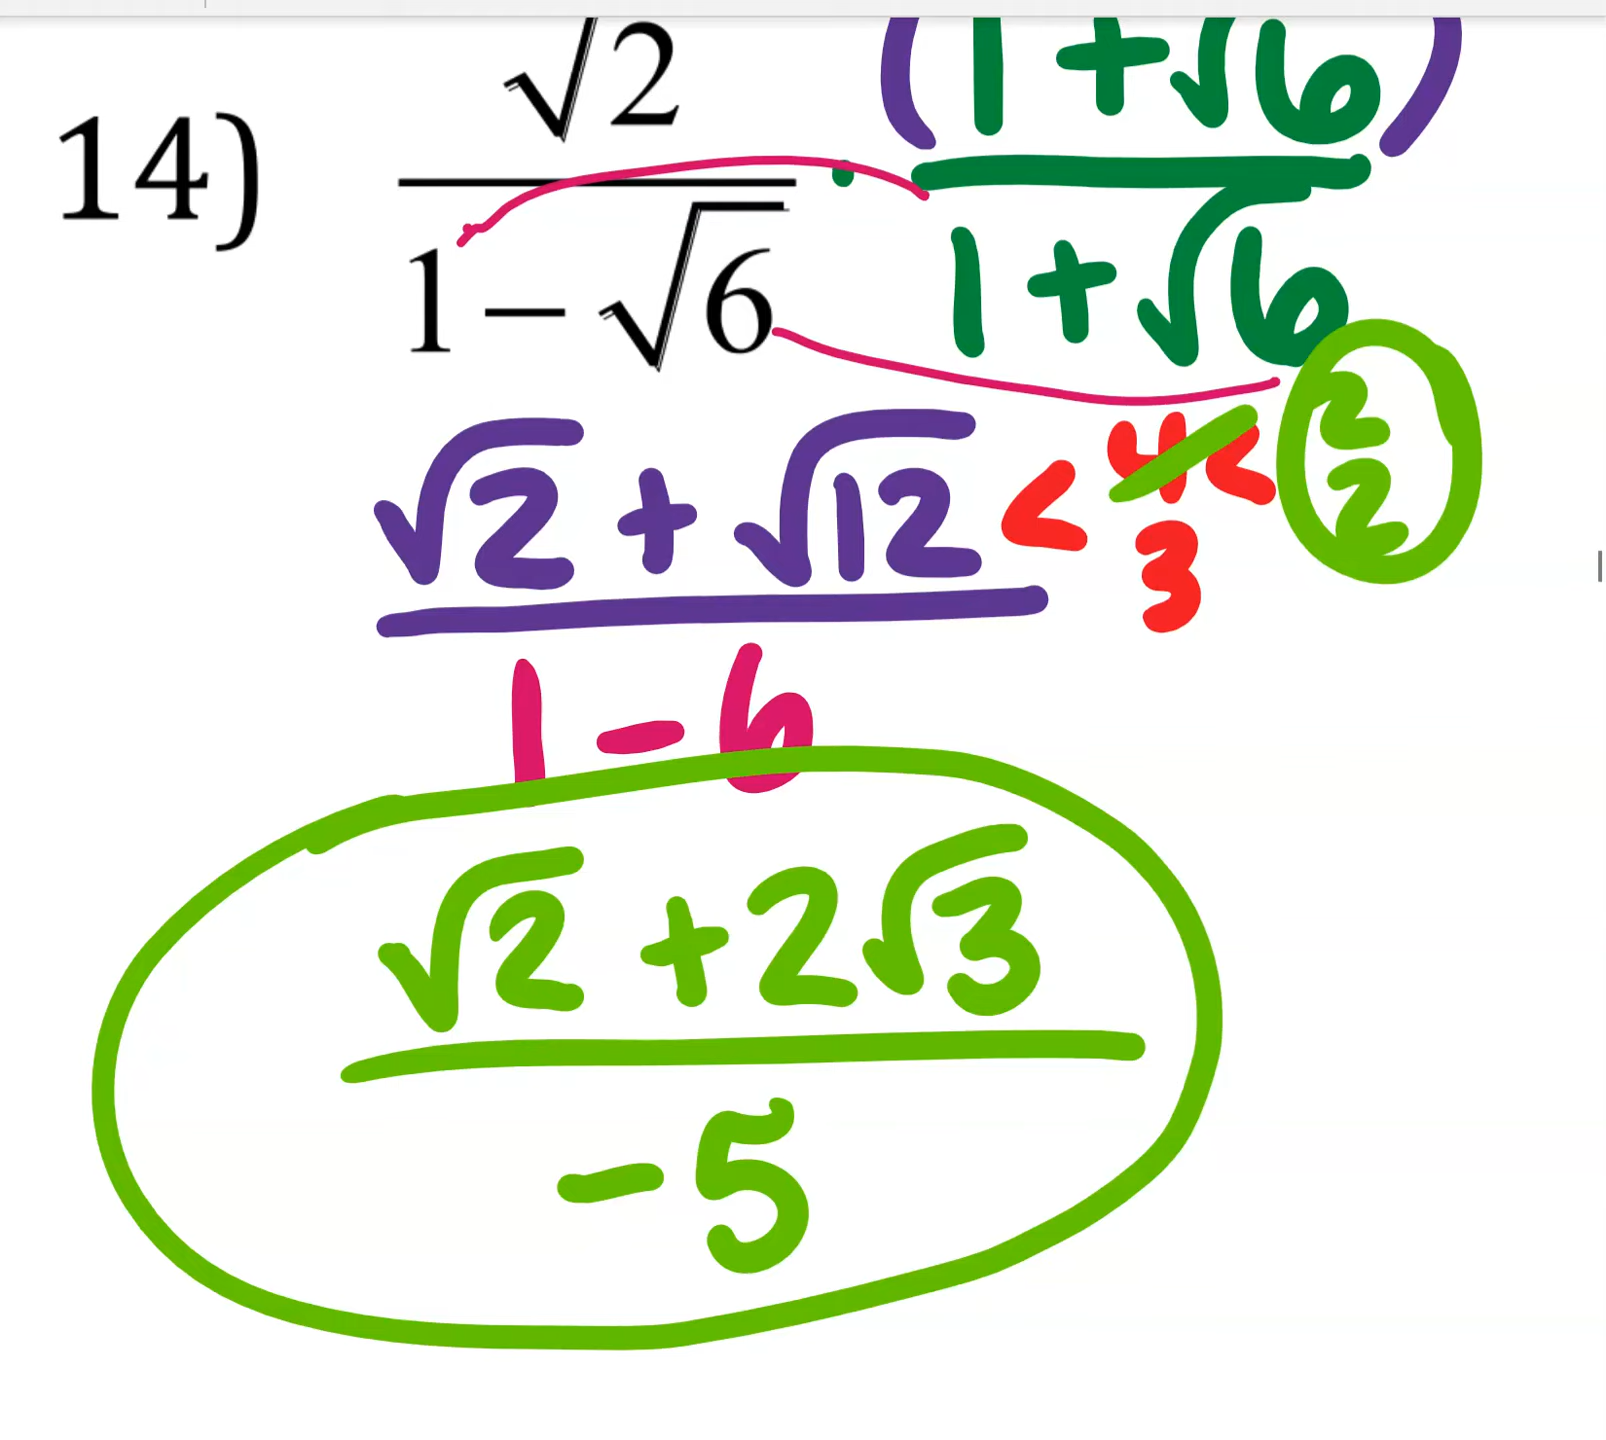 14) √2 / (1 − √6) · (1 + √6) / (1 + √6)
√2 + √12 < 4 < 2 2
3
1 - 6
√2 + 2√3
-5